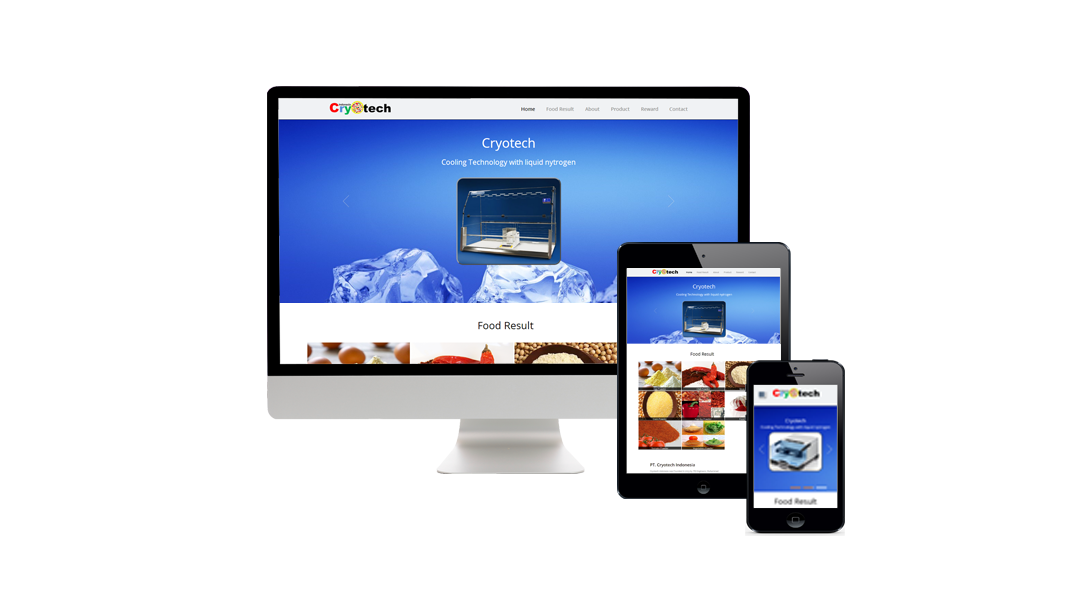 Cryotech
Home Food Result About Product Reward Contact
Cryotech
Cooling Technology with liquid nytrogen
Food Result
Cryotech
Cryotech
Cooling Technology with liquid nytrogen
Food Result
PT. Cryotech Indonesia
Cryotech
Cryotech
Cooling Technology with liquid nytrogen
Food Result